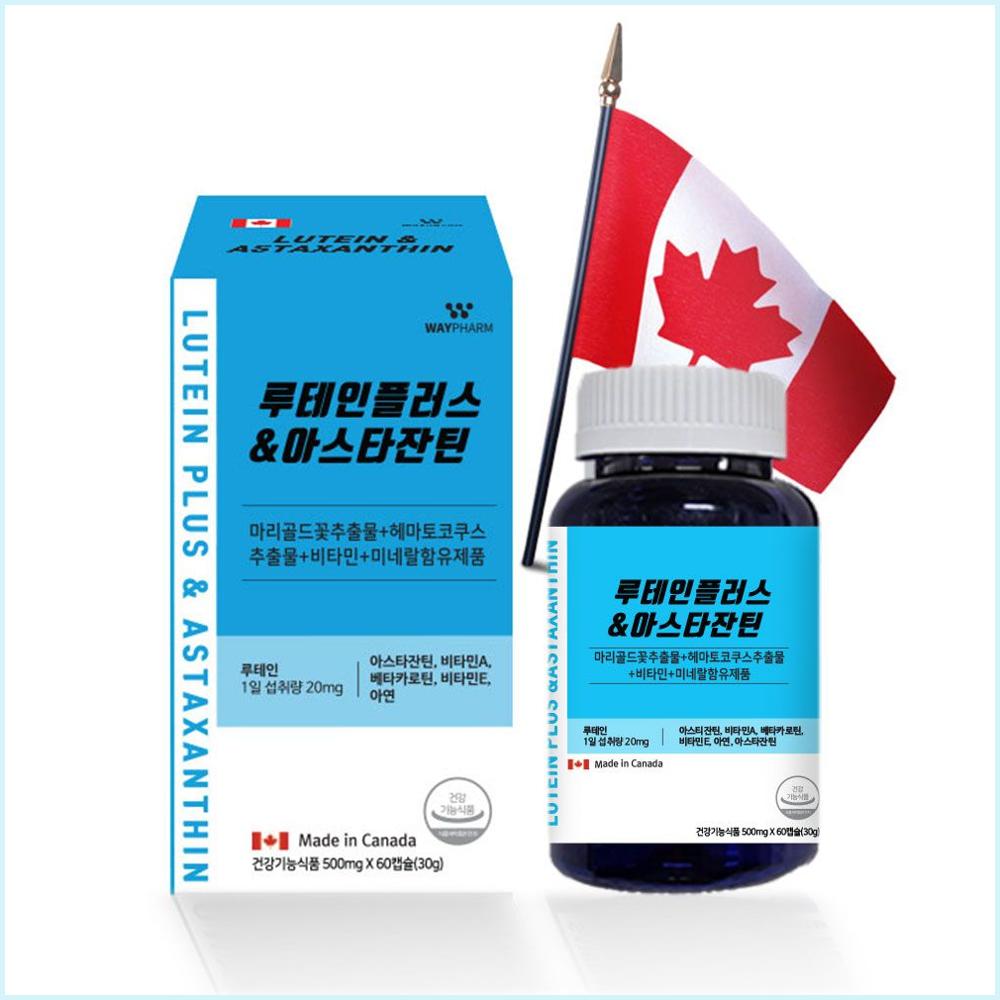 LUTEIN &
ASTAXANTHIN
WAYPHARM
LUTEIN PLUS & ASTAXANTHIN
루테인플러스
&아스타잔틴
마리골드꽃추출물+헤마토코쿠스
추출물+비타민+미네랄함유제품
루테인
1일 섭취량 20mg
아스타잔틴, 비타민A,
베타카로틴, 비타민E,
아연
건강
기능식품
Made in Canada
건강기능식품 500mg X 60캡슐(30g)
LUTEIN PLUS &ASTAXANTHIN
루테인플러스
&아스타잔틴
마리골드꽃추출물+헤마토코쿠스추출물
+비타민+미네랄함유제품
루테인
1일 섭취량 20mg
아스티잔틴, 비타민A, 베타카로틴,
비타민E, 아연, 아스타잔틴
Made in Canada
건강
기능식품
건강기능식품 500mg X 60캡슐(30g)